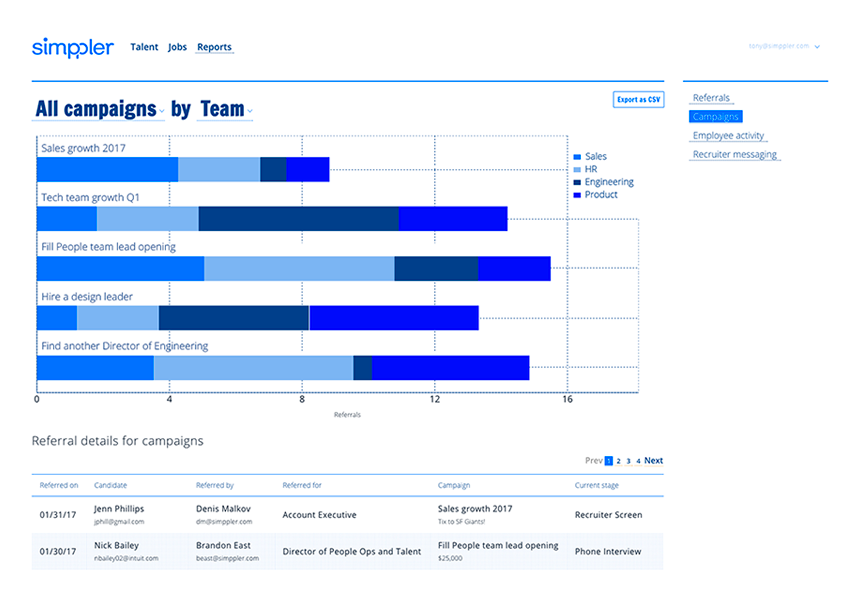 simppler Talent Jobs Reports tony@simppler.com
All campaigns by Team Export as CSV
Referrals
Campaigns
Employee activity
Recruiter messaging
Sales growth 2017
Tech team growth Q1
Fill People team lead opening
Hire a design leader
Find another Director of Engineering
Sales
HR
Engineering
Product
0 4 8 12 16
Referrals
Referral details for campaigns
Prev 1 2 3 4 Next
Referred on Candidate Referred by Referred for Campaign Current stage
01/31/17 Jenn Phillips Denis Malkov Account Executive Sales growth 2017 Recruiter Screen
jphill@gmail.com dm@simppler.com Tix to SF Giants!
01/30/17 Nick Bailey Brandon East Director of People Ops and Talent Fill People team lead opening Phone Interview
nbailey02@intuit.com beast@simppler.com $25,000